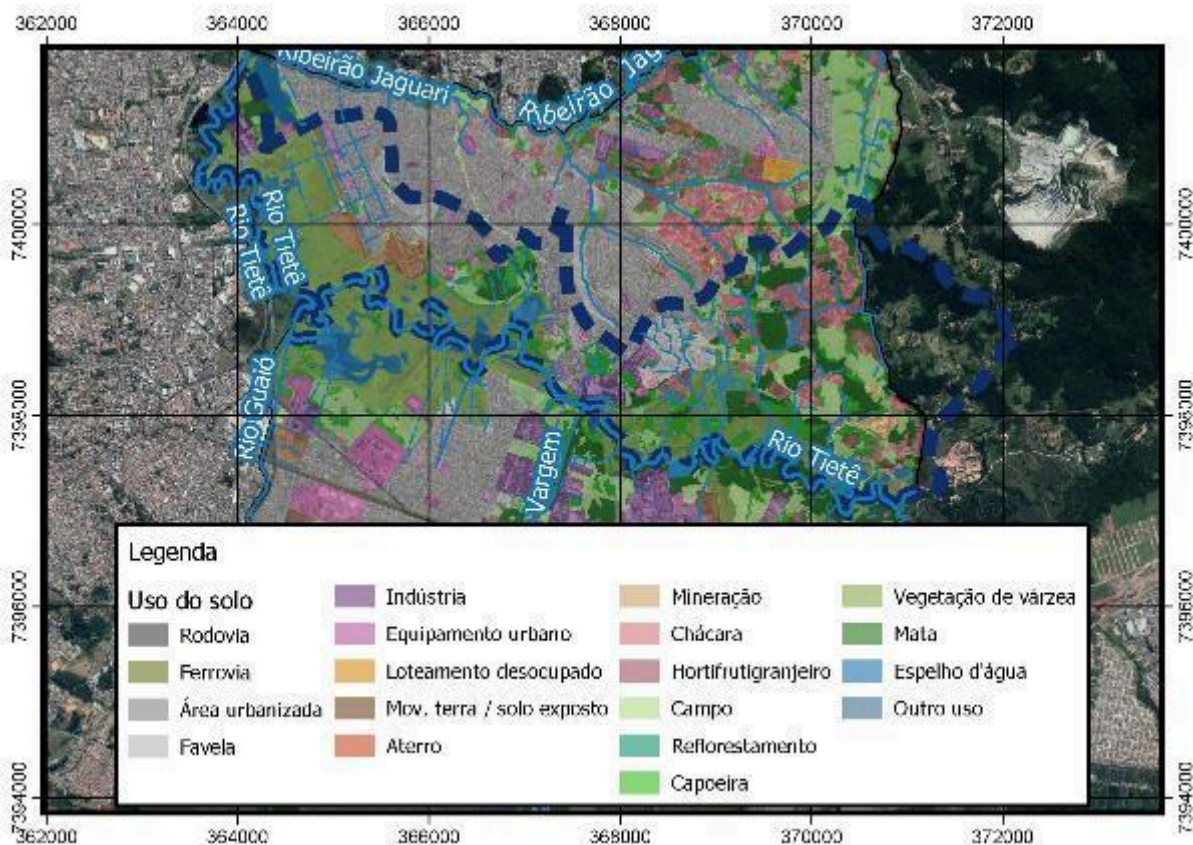 362000 364000 366000 368000 370000 372000
Ribeirão Jaguari
Ribeirão Jag
7400000 7400000
Rio Tietê
Rio Tietê
Rio Guaió
7398000 7398000
Vargem
Rio Tietê
Legenda
Uso do solo
Rodovia
Ferrovia
Área urbanizada
Favela
Indústria
Equipamento urbano
Loteamento desocupado
Mov. terra / solo exposto
Aterro
Mineração
Chácara
Hortifrutigranjeiro
Campo
Reflorestamento
Capoeira
Vegetação de várzea
Mata
Espelho d'água
Outro uso
7396000 7396000
7394000 7394000
362000 364000 366000 368000 370000 372000